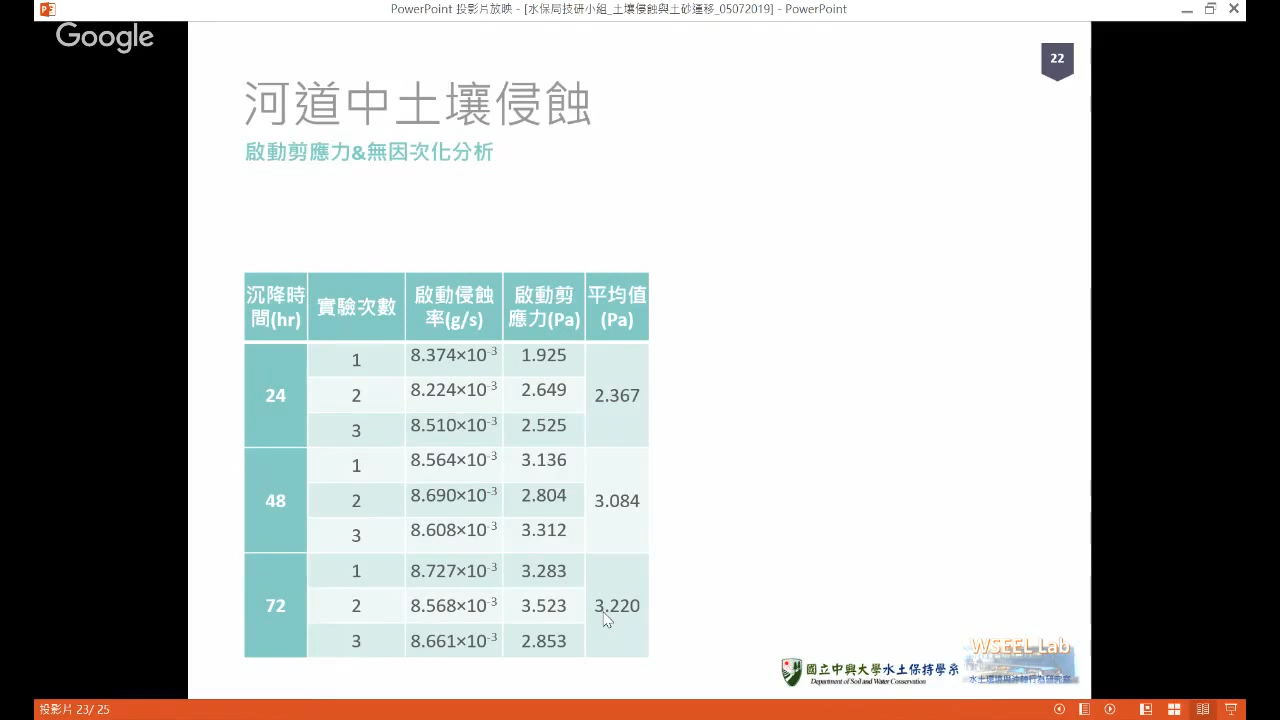 PowerPoint 投影片放映 - [水保局技研小組_土壤侵蝕與土砂運移_05072019] - PowerPoint
Google
22
河道中土壤侵蝕
啟動剪應力&無因次化分析
沉降時間(hr) 實驗次數 啟動侵蝕率(g/s) 啟動剪應力(Pa) 平均值(Pa)
24 1 8.374×10⁻³ 1.925 2.367
2 8.224×10⁻³ 2.649
3 8.510×10⁻³ 2.525
48 1 8.564×10⁻³ 3.136 3.084
2 8.690×10⁻³ 2.804
3 8.608×10⁻³ 3.312
72 1 8.727×10⁻³ 3.283 3.220
2 8.568×10⁻³ 3.523
3 8.661×10⁻³ 2.853
國立中興大學水土保持學系
Department of Soil and Water Conservation
WSEEL Lab
投影片 23/ 25